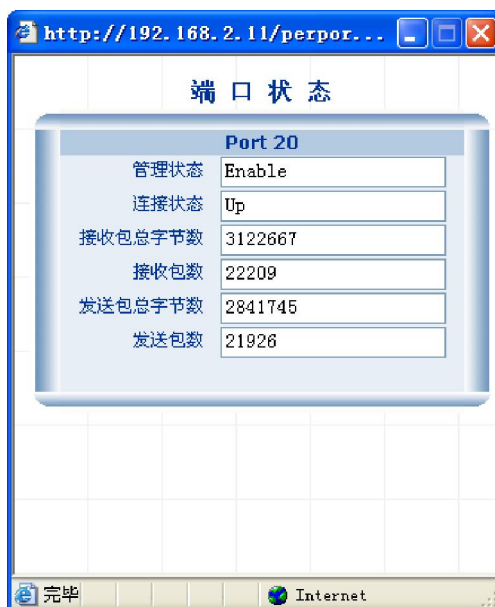 http://192.168.2.11/perpor...
端口状态
Port 20
管理状态 Enable
连接状态 Up
接收包总字节数 3122667
接收包数 22209
发送包总字节数 2841745
发送包数 21926
完毕 Internet